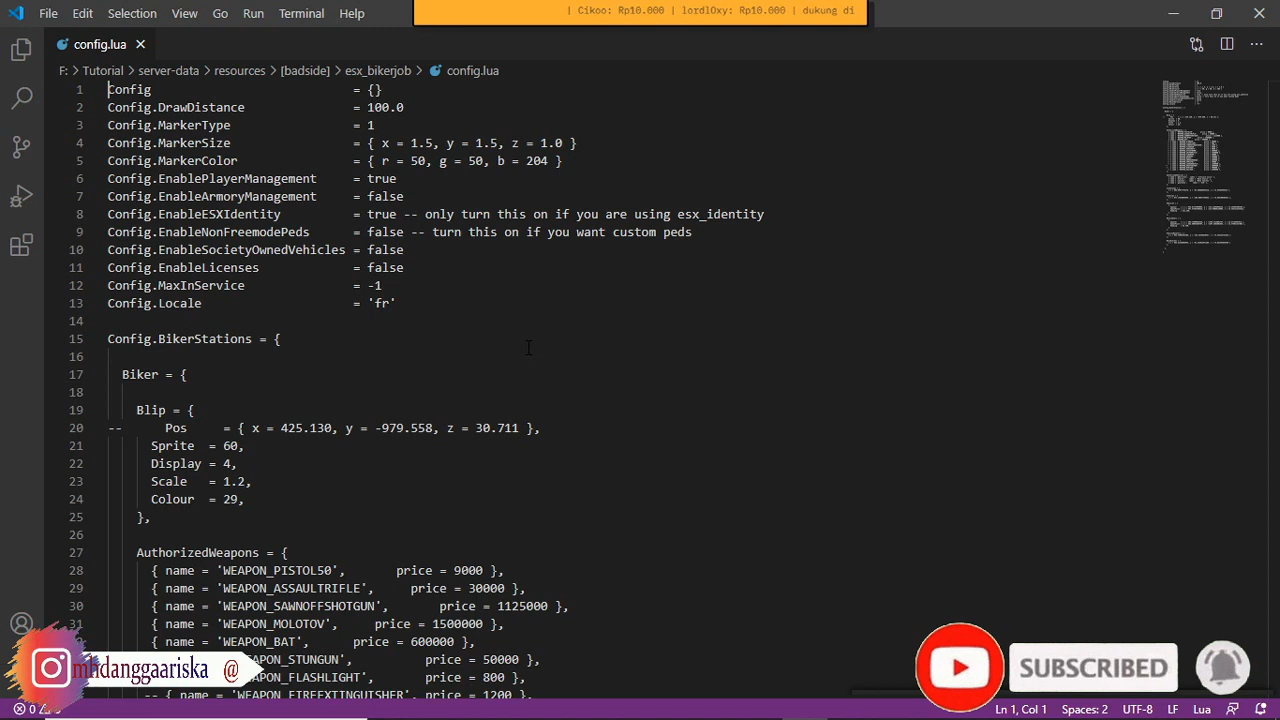 File Edit Selection View Go Run Terminal Help
| Cikoo: Rp10.000 | lordlOxy: Rp10.000 | dukung di
config.lua
F: > Tutorial > server-data > resources > [badside] > esx_bikerjob > config.lua
1 Config = {}
2 Config.DrawDistance = 100.0
3 Config.MarkerType = 1
4 Config.MarkerSize = { x = 1.5, y = 1.5, z = 1.0 }
5 Config.MarkerColor = { r = 50, g = 50, b = 204 }
6 Config.EnablePlayerManagement = true
7 Config.EnableArmoryManagement = false
8 Config.EnableESXIdentity = true -- only turn this on if you are using esx_identity
9 Config.EnableNonFreemodePeds = false -- turn this on if you want custom peds
10 Config.EnableSocietyOwnedVehicles = false
11 Config.EnableLicenses = false
12 Config.MaxInService = -1
13 Config.Locale = 'fr'
14
15 Config.BikerStations = {
16
17 Biker = {
18
19 Blip = {
20 -- Pos = { x = 425.130, y = -979.558, z = 30.711 },
21 Sprite = 60,
22 Display = 4,
23 Scale = 1.2,
24 Colour = 29,
25 },
26
27 AuthorizedWeapons = {
28 { name = 'WEAPON_PISTOL50', price = 9000 },
29 { name = 'WEAPON_ASSAULTRIFLE', price = 30000 },
30 { name = 'WEAPON_SAWNOFFSHOTGUN', price = 1125000 },
31 { name = 'WEAPON_MOLOTOV', price = 1500000 },
{ name = 'WEAPON_BAT', price = 600000 },
WEAPON_STUNGUN', price = 50000 },
WEAPON_FLASHLIGHT', price = 800 },
-- { name = 'WEAPON_FIREEXTINGUISHER', price = 1200 },
mhdanggaariska @
SUBSCRIBED
Ln 1, Col 1 Spaces: 2 UTF-8 LF Lua